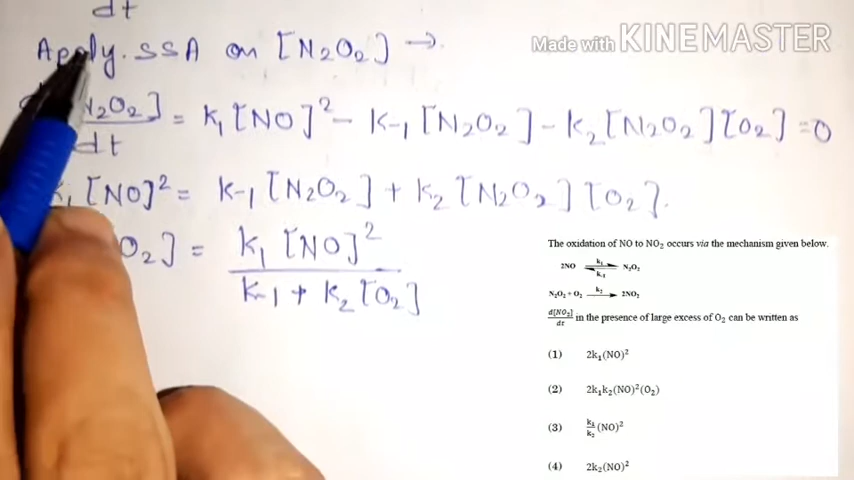 dt
Apply. SSA on [N₂O₂] →
Made with KINEMASTER
N₂O₂]/dt = k₁[NO]² - k-₁[N₂O₂] - k₂[N₂O₂][O₂] = 0
k₁[NO]² = k-₁[N₂O₂] + k₂[N₂O₂][O₂].
O₂] = k₁[NO]² / k-₁ + k₂[O₂]
The oxidation of NO to NO₂ occurs via the mechanism given below.
2NO ⇌ N₂O₂ k₁ k-₁
N₂O₂ + O₂ —k₂→ 2NO₂
d[NO₂]/dt in the presence of large excess of O₂ can be written as
(1) 2k₁(NO)²
(2) 2k₁k₂(NO)²(O₂)
(3) k₁/k₂ (NO)²
(4) 2k₂(NO)²